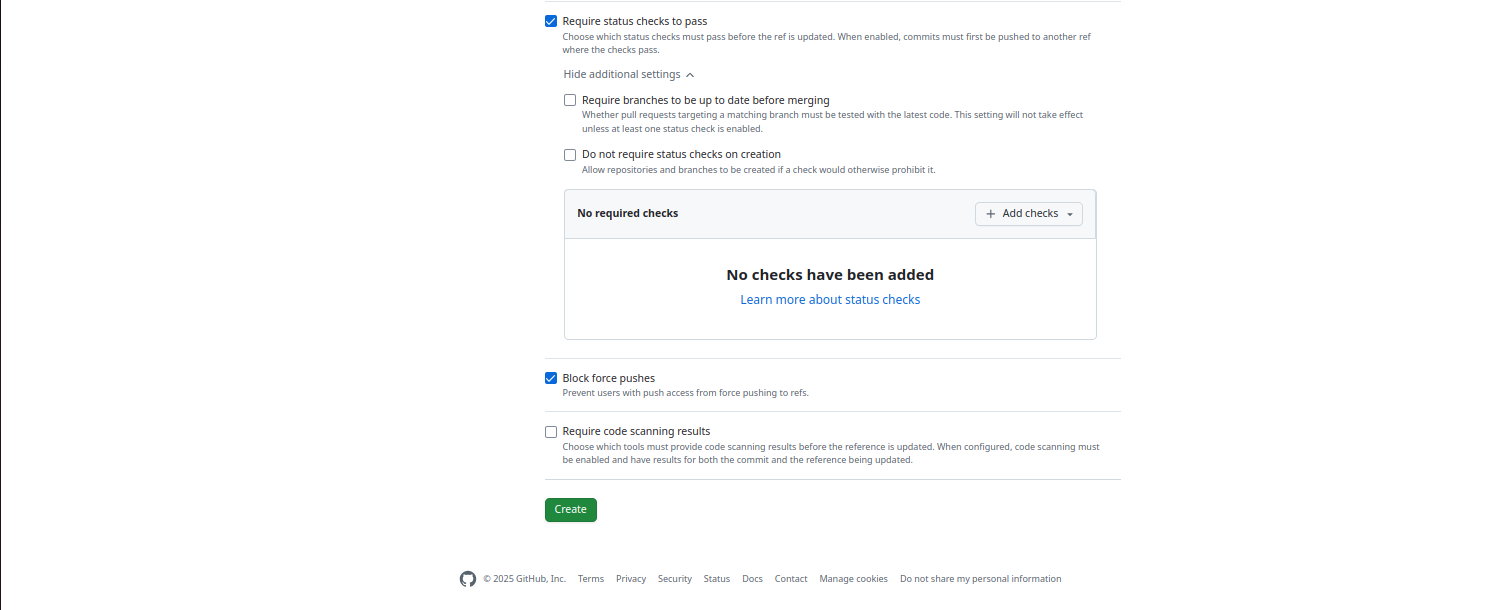 Require status checks to pass
Choose which status checks must pass before the ref is updated. When enabled, commits must first be pushed to another ref
where the checks pass.
Hide additional settings
Require branches to be up to date before merging
Whether pull requests targeting a matching branch must be tested with the latest code. This setting will not take effect
unless at least one status check is enabled.
Do not require status checks on creation
Allow repositories and branches to be created if a check would otherwise prohibit it.
No required checks
Add checks
No checks have been added
Learn more about status checks
Block force pushes
Prevent users with push access from force pushing to refs.
Require code scanning results
Choose which tools must provide code scanning results before the reference is updated. When configured, code scanning must
be enabled and have results for both the commit and the reference being updated.
Create
© 2025 GitHub, Inc. Terms Privacy Security Status Docs Contact Manage cookies Do not share my personal information